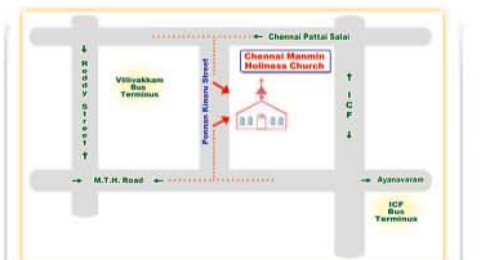 ← Chennai Pattai Salai
Chennai Manmin
Holiness Church
Reddy Street
Villivakkam
Bus
Terminus
Ponnan Kinaru Street
ICF
→ M.T.H. Road ←
→ Ayanavaram
ICF
Bus
Terminus